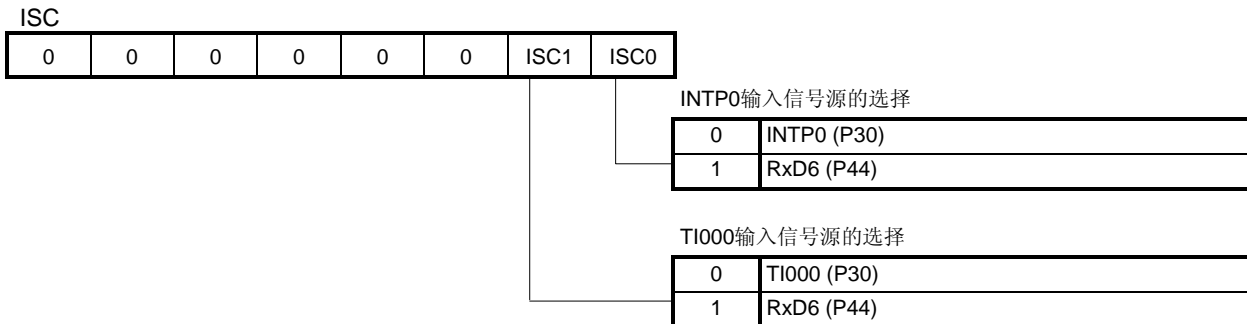 ISC
0 0 0 0 0 0 ISC1 ISC0
INTP0输入信号源的选择
0 INTP0 (P30)
1 RxD6 (P44)
TI000输入信号源的选择
0 TI000 (P30)
1 RxD6 (P44)